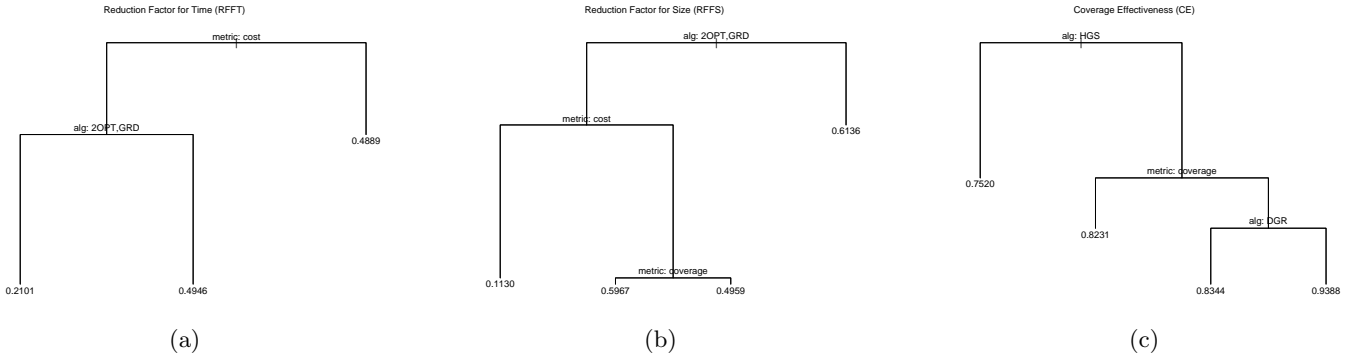 Reduction Factor for Time (RFFT)
metric: cost
alg: 2OPT,GRD
0.4889
0.2101
0.4946
(a)
Reduction Factor for Size (RFFS)
alg: 2OPT,GRD
metric: cost
0.6136
metric: coverage
0.1130
0.5967
0.4959
(b)
Coverage Effectiveness (CE)
alg: HGS
metric: coverage
0.7520
alg: DGR
0.8231
0.8344
0.9388
(c)